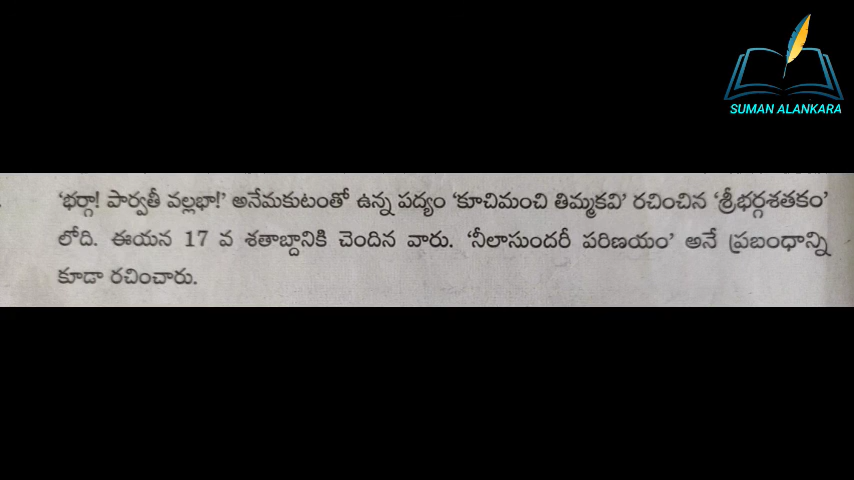 SUMAN ALANKARA
'భర్గా! పార్వతీ వల్లభా!' అనేమకుటంతో ఉన్న పద్యం 'కూచిమంచి తిమ్మకవి' రచించిన 'శ్రీభర్గశతకం'
లోది. ఈయన 17 వ శతాబ్దానికి చెందిన వారు. 'నీలాసుందరీ పరిణయం' అనే ప్రబంధాన్ని
కూడా రచించారు.